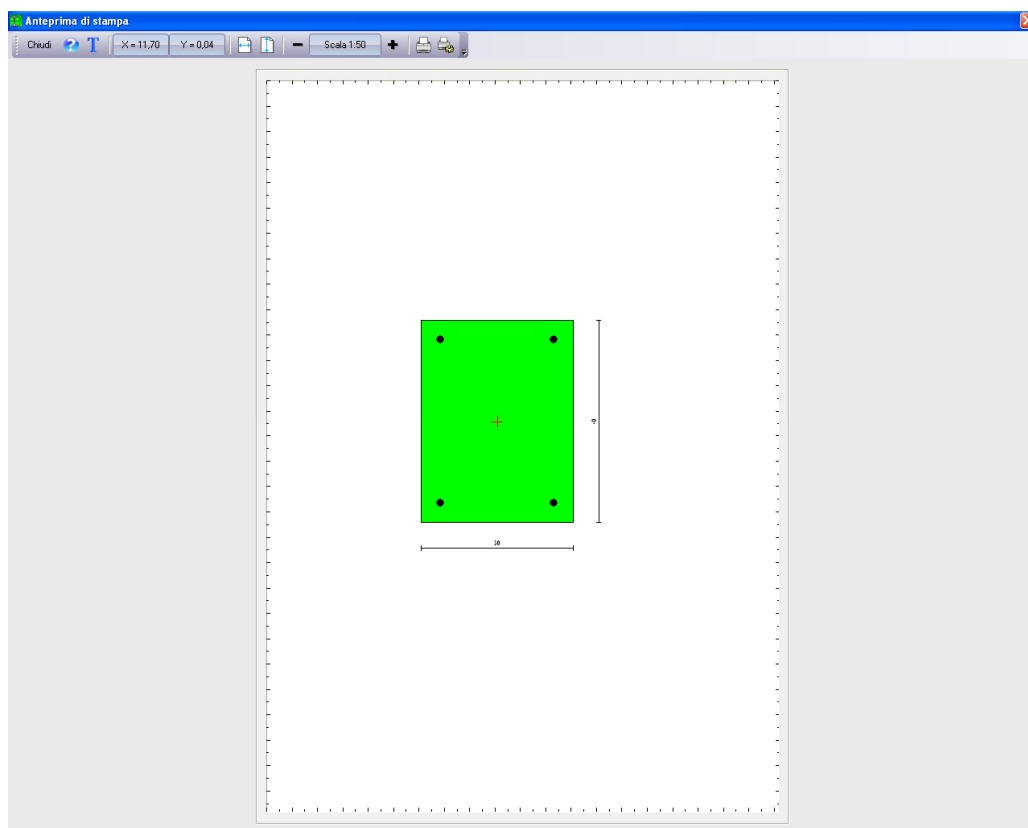 Anteprima di stampa
Chiudi T X = 11,70 Y = 0,04 Scala 1:50
30